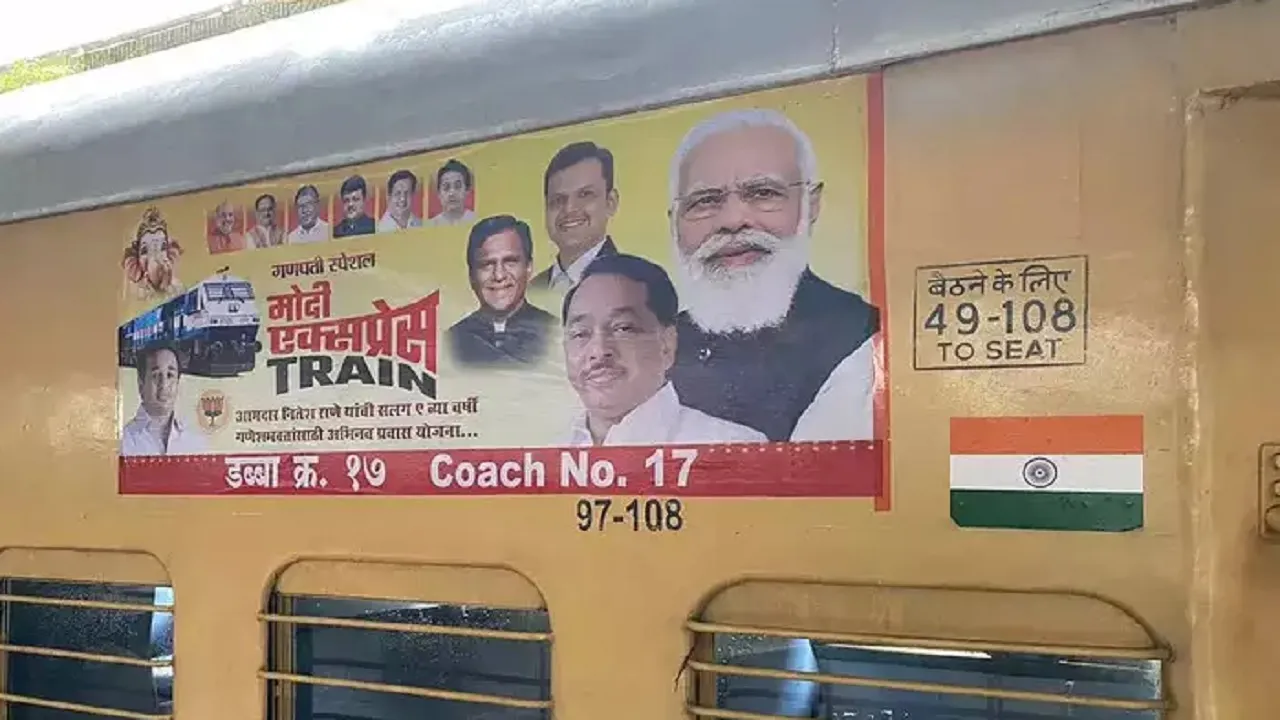 गणपती स्पेशल
मोदी
एक्सप्रेस
TRAIN
आमदार नितेश राणे यांची सलग ९ व्या वर्षी
गणेशभक्तांसाठी अभिनव प्रवास योजना...
डब्बा क्र. १७ Coach No. 17
97-108
बैठने के लिए
49-108
TO SEAT